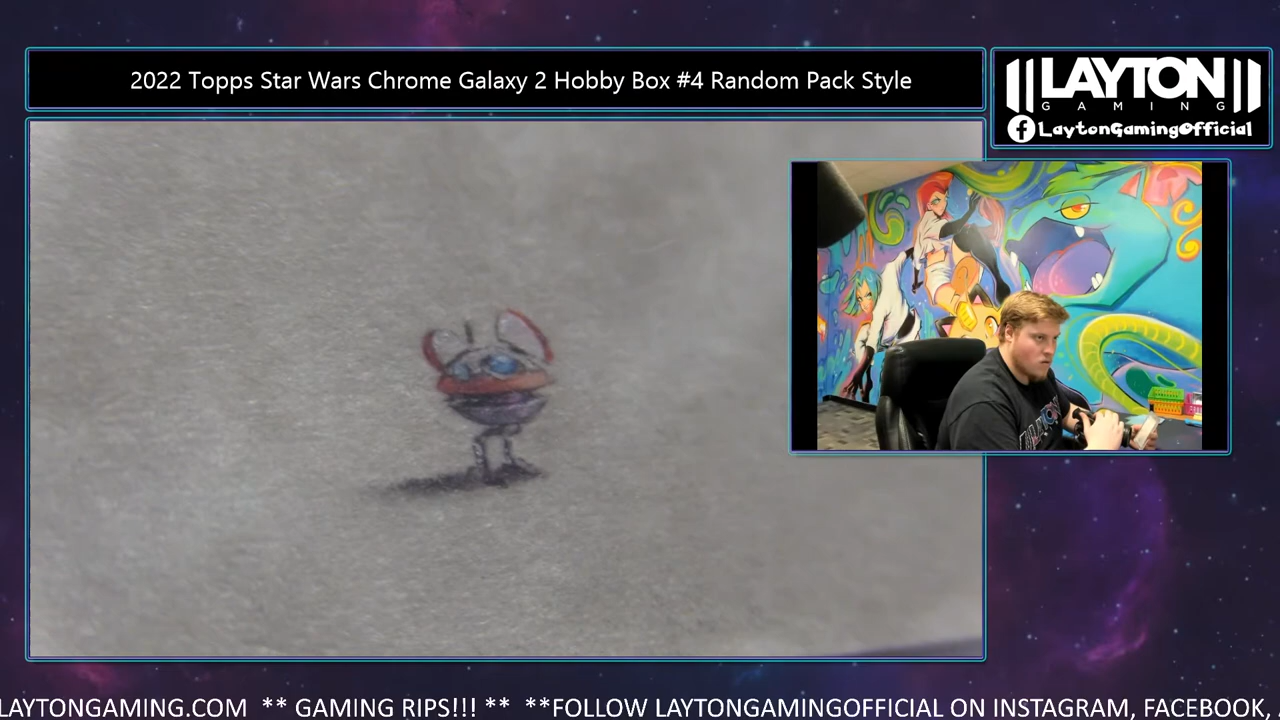 2022 Topps Star Wars Chrome Galaxy 2 Hobby Box #4 Random Pack Style
LAYTON
GAMING
LaytonGamingOfficial
LAYTON
LAYTONGAMING.COM ** GAMING RIPS!!! ** **FOLLOW LAYTONGAMINGOFFICIAL ON INSTAGRAM, FACEBOOK,